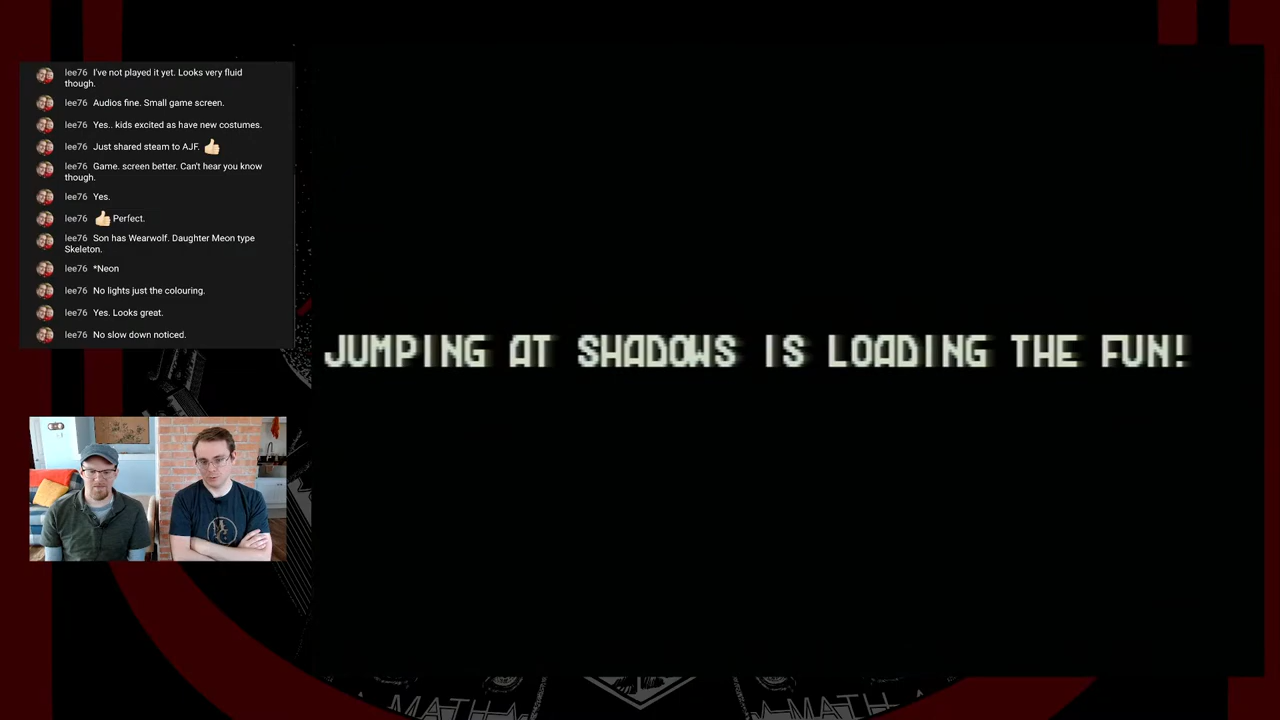 lee76 I've not played it yet. Looks very fluid
though.
lee76 Audios fine. Small game screen.
lee76 Yes.. kids excited as have new costumes.
lee76 Just shared steam to AJF. 👍🏻
lee76 Game. screen better. Can't hear you know
though.
lee76 Yes.
lee76 👍🏻 Perfect.
lee76 Son has Wearwolf. Daughter Meon type
Skeleton.
lee76 *Neon
lee76 No lights just the colouring.
lee76 Yes. Looks great.
lee76 No slow down noticed.
JUMPING AT SHADOWS IS LOADING THE FUN!
MATH
MATH